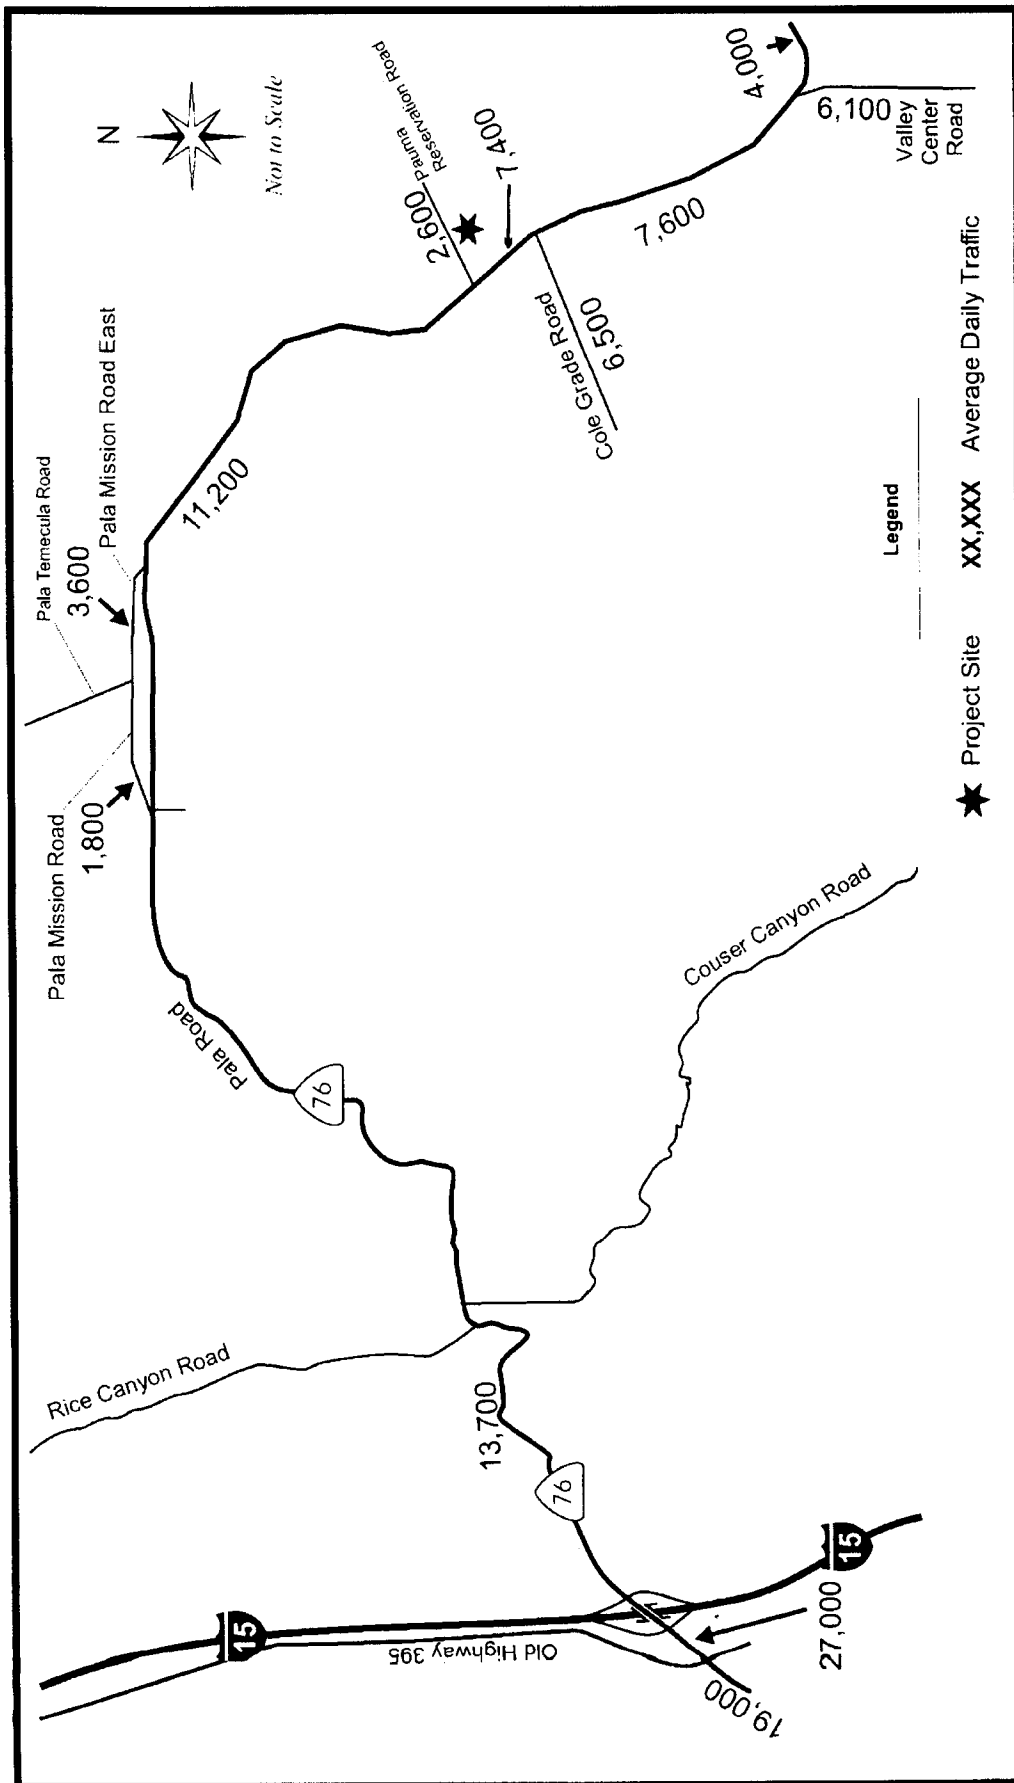 N
Not to Scale
Pala Temecula Road
3,600
Pala Mission Road East
Pala Mission Road
1,800
11,200
Pauma
Reservation Road
2,600
7,400
4,000
6,100
Valley
Center
Road
7,600
Cole Grade Road
6,500
Pala Road
76
Couser Canyon Road
Rice Canyon Road
13,700
76
15
Old Highway 395
15
27,000
19,000
Legend
Project Site
XX,XXX Average Daily Traffic